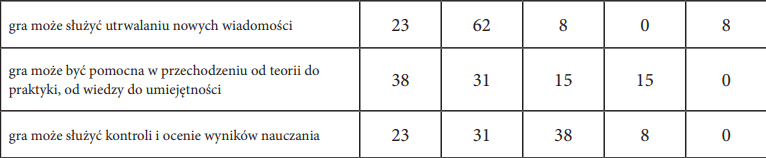 gra może służyć utrwalaniu nowych wiadomości 23 62 8 0 8
gra może być pomocna w przechodzeniu od teorii do
praktyki, od wiedzy do umiejętności 38 31 15 15 0
gra może służyć kontroli i ocenie wyników nauczania 23 31 38 8 0